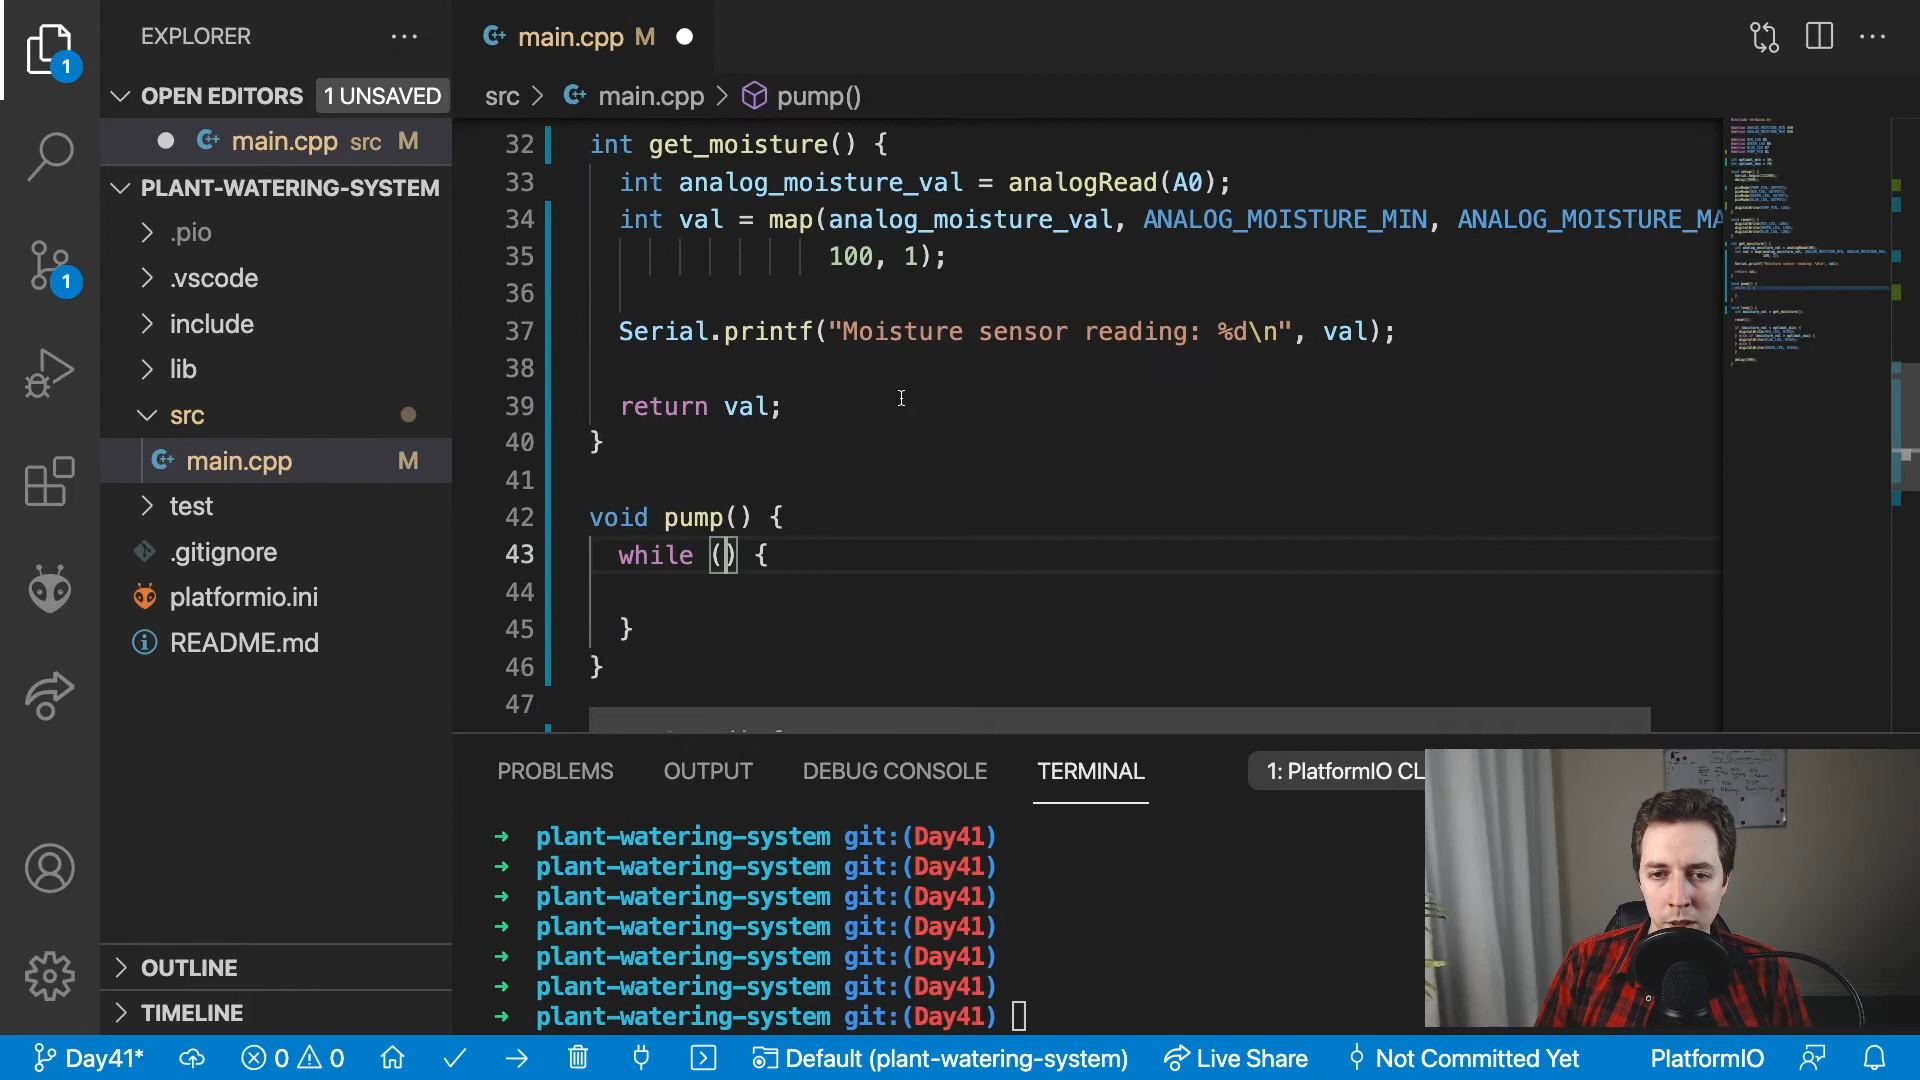 EXPLORER
main.cpp M
1
OPEN EDITORS 1 UNSAVED
src > main.cpp > pump()
main.cpp src M
PLANT-WATERING-SYSTEM
.pio
.vscode
include
lib
src
main.cpp M
test
.gitignore
platformio.ini
README.md
OUTLINE
TIMELINE
1
32 int get_moisture() {
33 int analog_moisture_val = analogRead(A0);
34 int val = map(analog_moisture_val, ANALOG_MOISTURE_MIN, ANALOG_MOISTURE_MA
35 100, 1);
36
37 Serial.printf("Moisture sensor reading: %d\n", val);
38
39 return val;
40 }
41
42 void pump() {
43 while () {
44
45 }
46 }
47
PROBLEMS OUTPUT DEBUG CONSOLE TERMINAL 1: PlatformIO CL
→ plant-watering-system git:(Day41)
→ plant-watering-system git:(Day41)
→ plant-watering-system git:(Day41)
→ plant-watering-system git:(Day41)
→ plant-watering-system git:(Day41)
→ plant-watering-system git:(Day41)
→ plant-watering-system git:(Day41)
Day41* 0 0 Default (plant-watering-system) Live Share Not Committed Yet PlatformIO